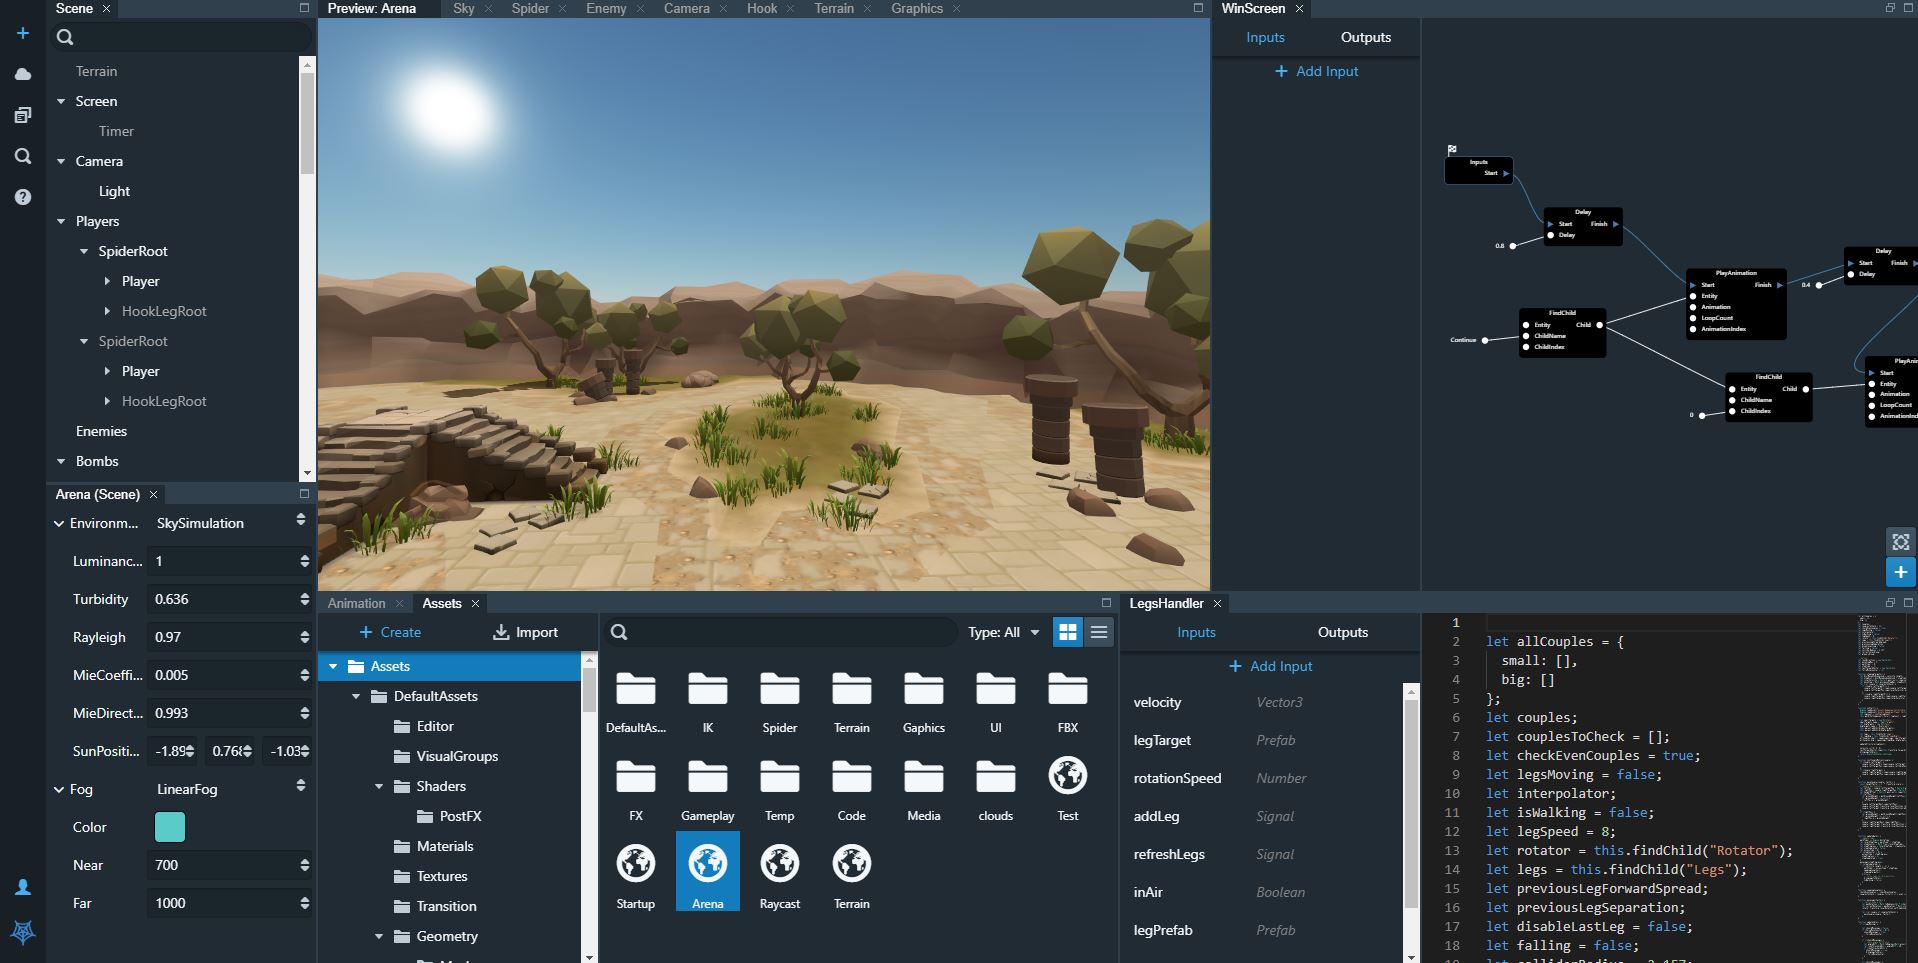 Scene
Preview: Arena
Sky
Spider
Enemy
Camera
Hook
Terrain
Graphics
WinScreen
Terrain
Screen
Timer
Camera
Light
Players
SpiderRoot
Player
HookLegRoot
SpiderRoot
Player
HookLegRoot
Enemies
Bombs
Arena (Scene)
Environm... SkySimulation
Luminanc... 1
Turbidity 0.636
Rayleigh 0.97
MieCoeffi... 0.005
MieDirect... 0.993
SunPositi... -1.89 0.768 -1.03
Fog LinearFog
Color
Near 700
Far 1000
Inputs Outputs
+ Add Input
Inputs
Start
Delay
Start Finish
Delay
0.8
PlayAnimation
Start Finish
Entity
Animation
LoopCount
AnimationIndex
0.4
Delay
Start Finish
Delay
FindChild
Entity Child
ChildName
ChildIndex
Continue
FindChild
Entity Child
ChildName
ChildIndex
0
PlayAni
Start
Entity
Animation
LoopCount
AnimationInd
Animation
Assets
+ Create
Import
Type: All
Assets
DefaultAssets
Editor
VisualGroups
Shaders
PostFX
Materials
Textures
Transition
Geometry
DefaultAs...
IK
Spider
Terrain
Gaphics
UI
FBX
FX
Gameplay
Temp
Code
Media
clouds
Test
Startup
Arena
Raycast
Terrain
LegsHandler
Inputs Outputs
+ Add Input
velocity Vector3
legTarget Prefab
rotationSpeed Number
addLeg Signal
refreshLegs Signal
inAir Boolean
legPrefab Prefab
1
2 let allCouples = {
3 small: [],
4 big: []
5 };
6 let couples;
7 let couplesToCheck = [];
8 let checkEvenCouples = true;
9 let legsMoving = false;
10 let interpolator;
11 let isWalking = false;
12 let legSpeed = 8;
13 let rotator = this.findChild("Rotator");
14 let legs = this.findChild("Legs");
15 let previousLegForwardSpread;
16 let previousLegSeparation;
17 let disableLastLeg = false;
18 let falling = false;